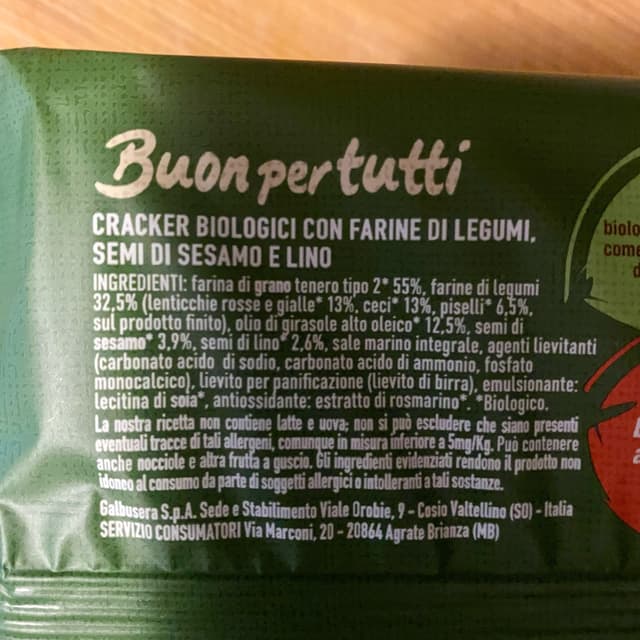 Buon per tutti
CRACKER BIOLOGICI CON FARINE DI LEGUMI,
SEMI DI SESAMO E LINO
INGREDIENTI: farina di grano tenero tipo 2* 55%, farine di legumi
32,5% (lenticchie rosse e gialle* 13%, ceci* 13%, piselli* 6,5%,
sul prodotto finito), olio di girasole alto oleico* 12,5%, semi di
sesamo* 3,9%, semi di lino* 2,6%, sale marino integrale, agenti lievitanti
(carbonato acido di sodio, carbonato acido di ammonio, fosfato
monocalcico), lievito per panificazione (lievito di birra), emulsionante:
lecitina di soia*, antiossidante: estratto di rosmarino*. *Biologico.
La nostra ricetta non contiene latte e uova; non si può escludere che siano presenti
eventuali tracce di tali allergeni, comunque in misura inferiore a 5mg/Kg. Può contenere
anche nocciole e altra frutta a guscio. Gli ingredienti evidenziati rendono il prodotto non
idoneo al consumo da parte di soggetti allergici o intolleranti a tali sostanze.
Galbusera S.p.A. Sede e Stabilimento Viale Orobie, 9 - Cosio Valtellino (SO) - Italia
SERVIZIO CONSUMATORI Via Marconi, 20 - 20864 Agrate Brianza (MB)
biolo
come
d